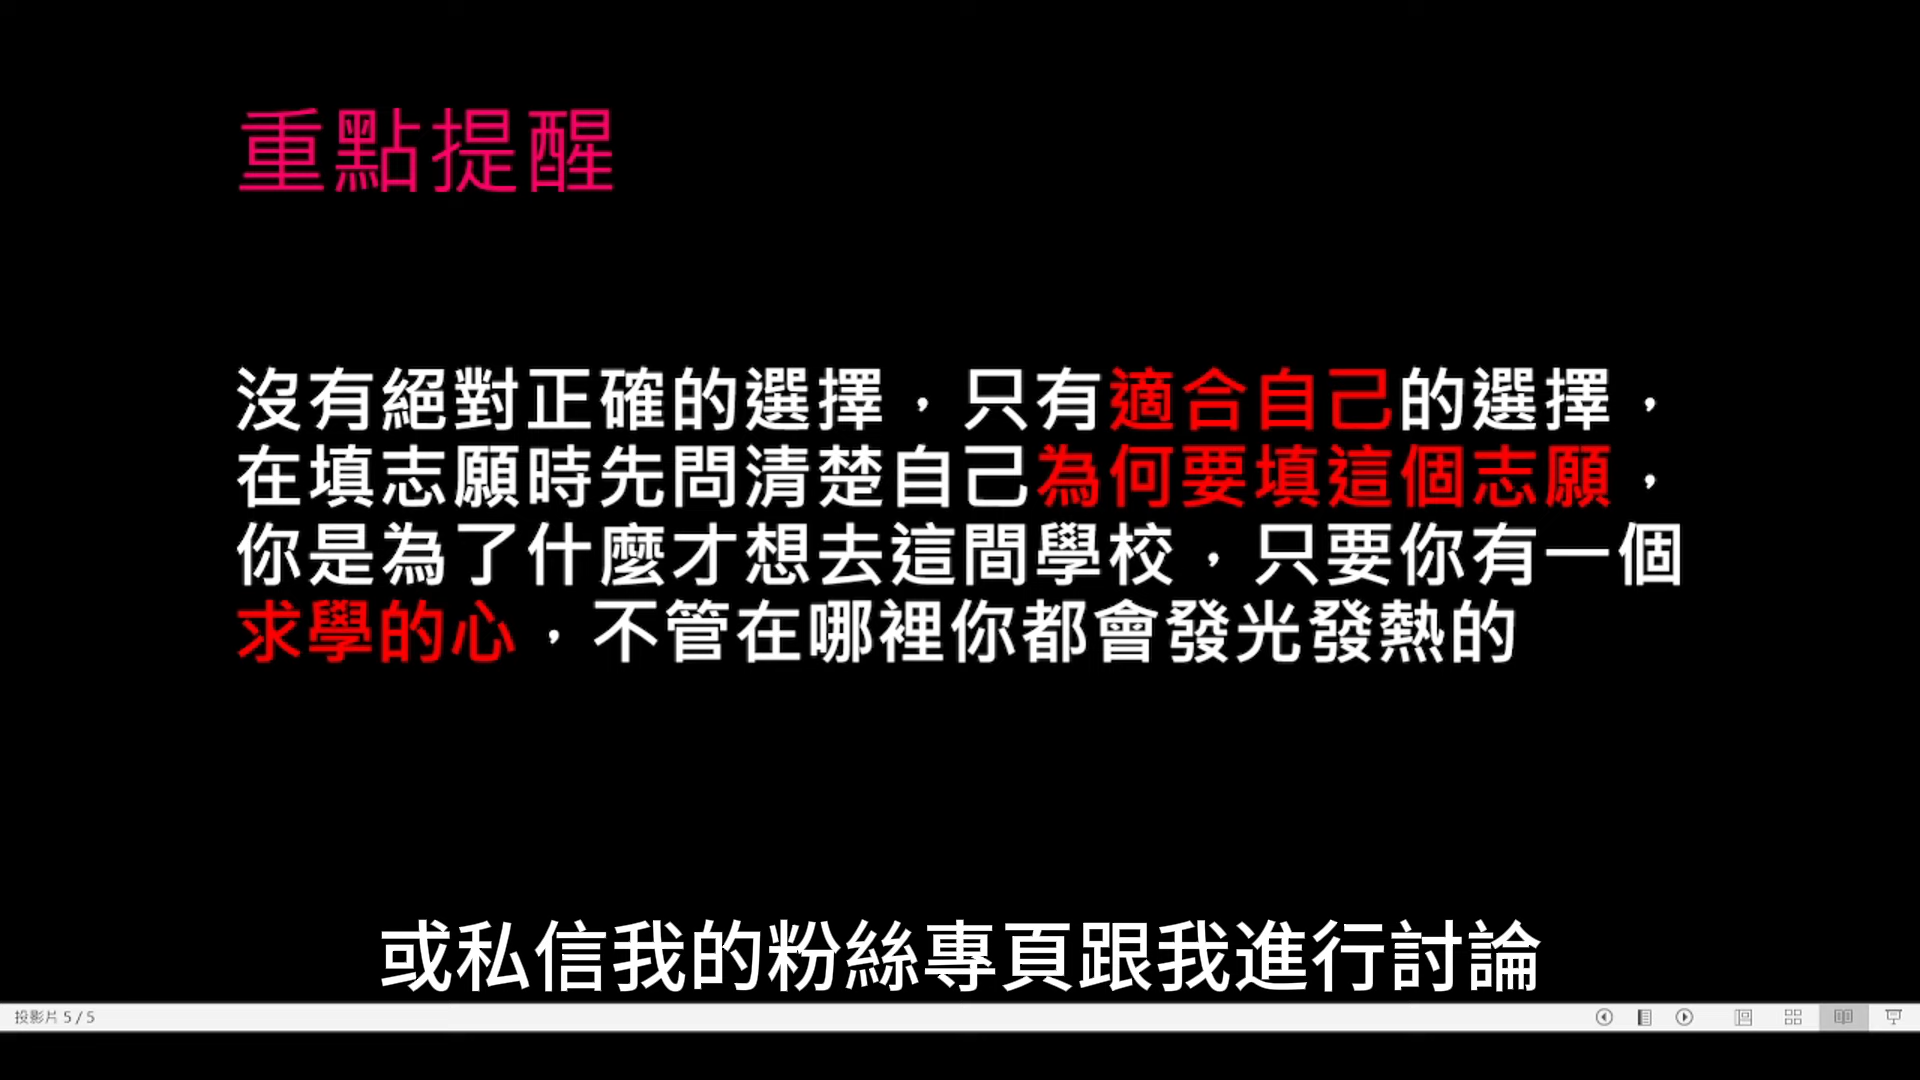 重點提醒
沒有絕對正確的選擇，只有適合自己的選擇，
在填志願時先問清楚自己為何要填這個志願，
你是為了什麼才想去這間學校，只要你有一個
求學的心，不管在哪裡你都會發光發熱的
或私信我的粉絲專頁跟我進行討論
投影片 5 / 5